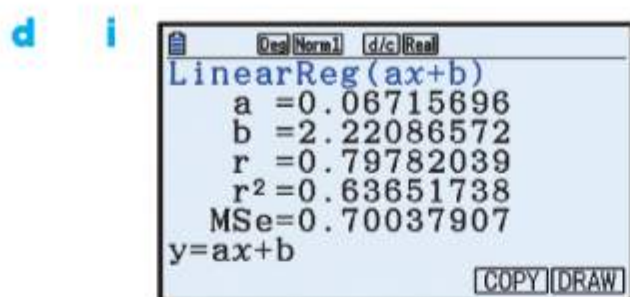 d i
Deg Norm1 d/c Real
LinearReg(ax+b)
a =0.06715696
b =2.22086572
r =0.79782039
r²=0.63651738
MSe=0.70037907
y=ax+b
COPY DRAW